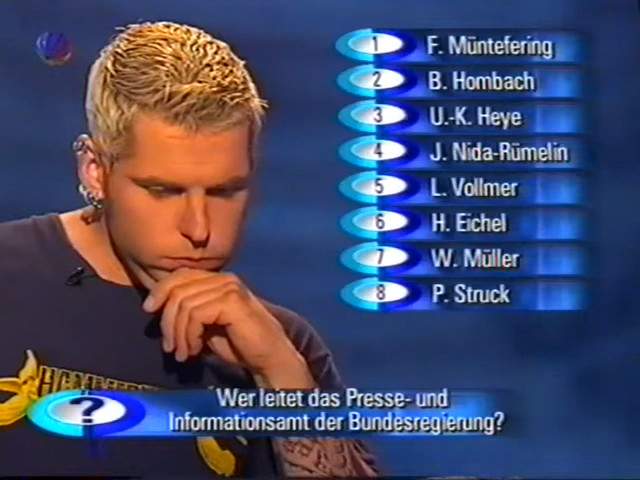 1 F. Müntefering
2 B. Hombach
3 U.-K. Heye
4 J. Nida-Rümelin
5 L. Vollmer
6 H. Eichel
7 W. Müller
8 P. Struck
? Wer leitet das Presse- und
Informationsamt der Bundesregierung?